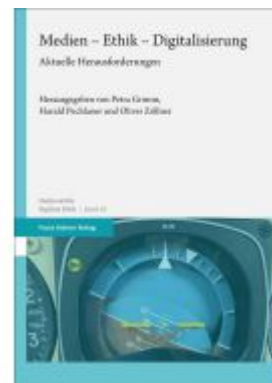 Medien – Ethik – Digitalisierung
Aktuelle Herausforderungen
Herausgegeben von Petra Grimm,
Harald Pechlaner und Oliver Zöllner
Franz Steiner Verlag